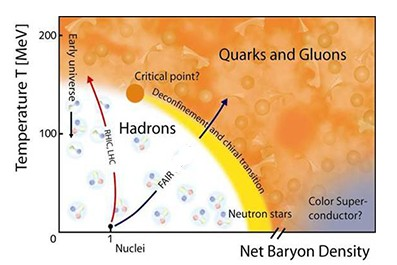 Temperature T [MeV]
200
100
0
Early universe
Quarks and Gluons
Critical point?
Deconfinement and chiral transition
Hadrons
RHIC, LHC
FAIR
Color Super-
conductor?
Neutron stars
1
Nuclei
Net Baryon Density